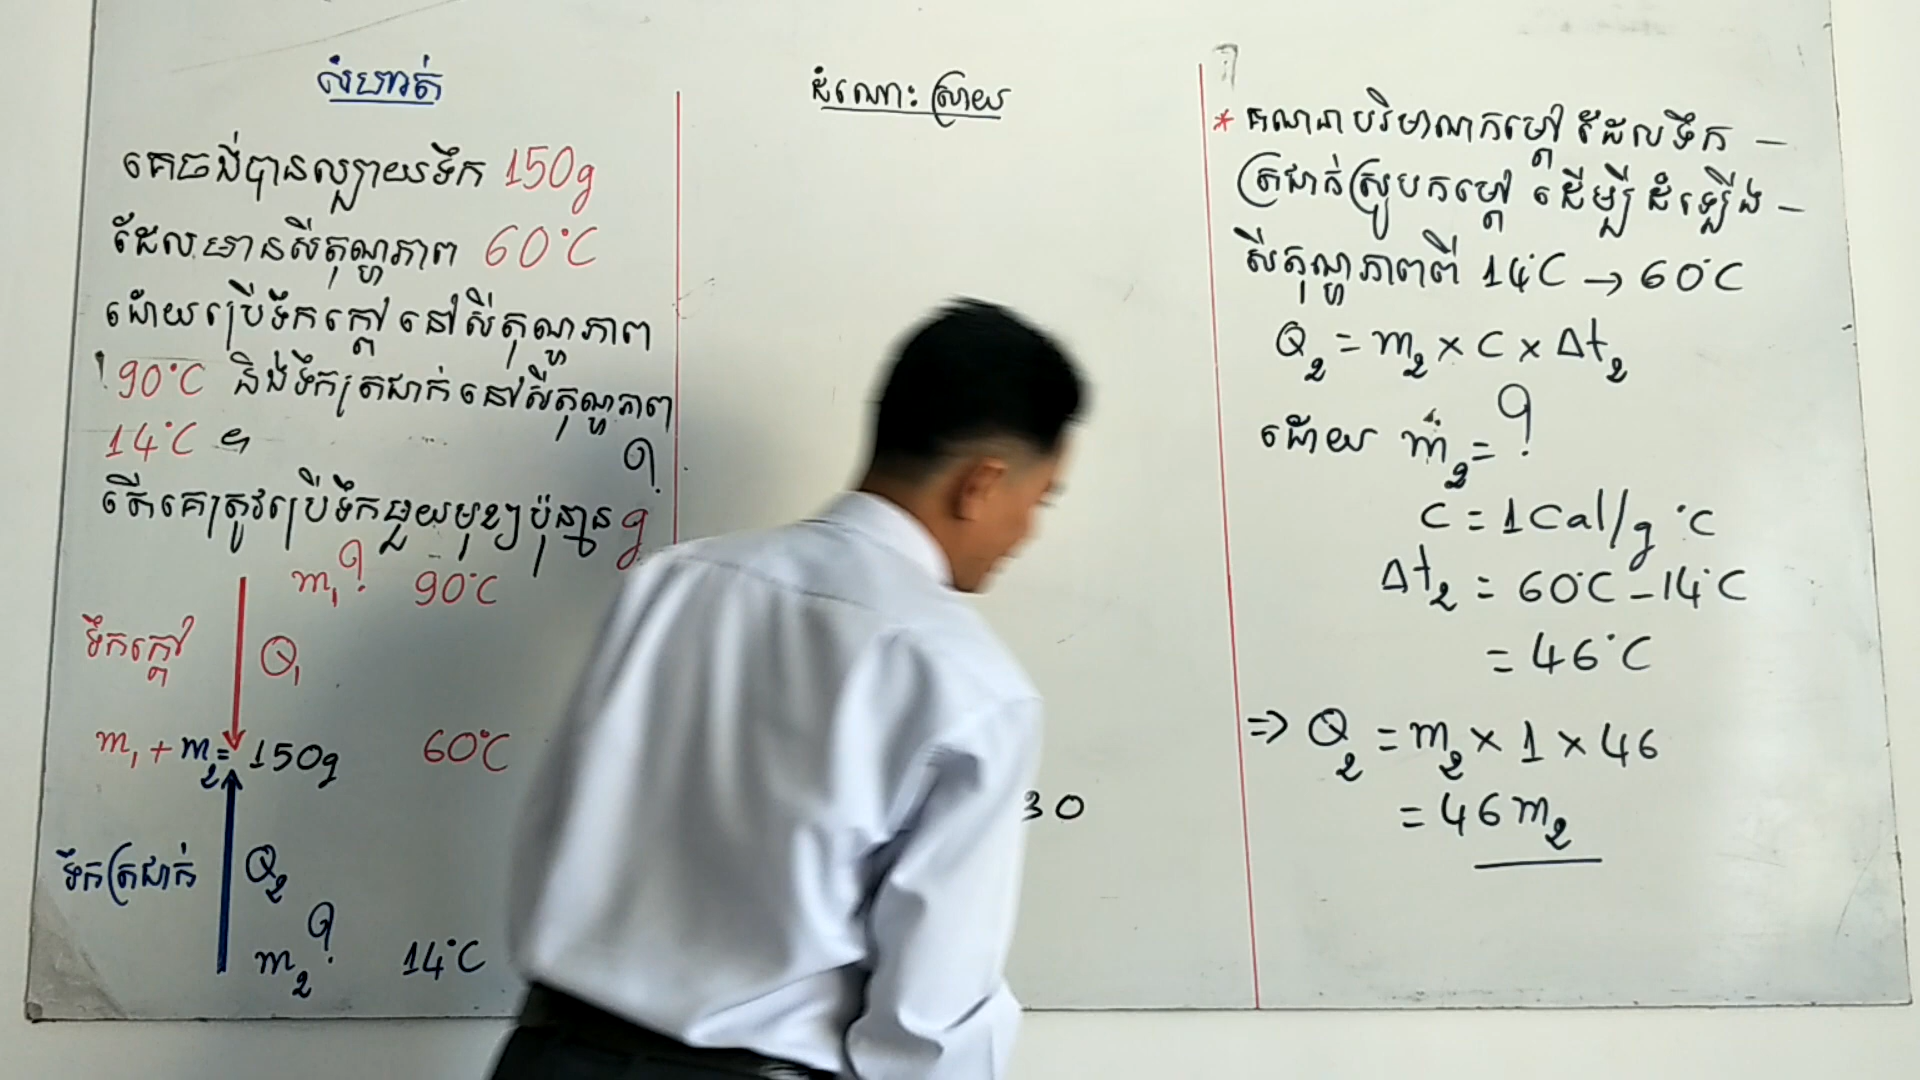 លំហាត់
គេចង់បានល្បាយទឹក 150g
ដែលមានសីតុណ្ហភាព 60°C
ដោយប្រើទឹកក្តៅ នៅសីតុណ្ហភាព
90°C និងទឹកត្រជាក់នៅសីតុណ្ហភាព
14°C ។
តើគេត្រូវប្រើទឹកមួយមុខៗប៉ុន្មាន g ?
m₁ ? 90°C
ទឹកក្តៅ Q₁
m₁ + m₂ = 150g 60°C
ទឹកត្រជាក់ Q₂
m₂ ? 14°C
ដំណោះស្រាយ
30
* គណនាបរិមាណកម្តៅ ដែលទឹក –
ត្រជាក់ស្រូបកម្តៅ ដើម្បី ដំឡើង –
សីតុណ្ហភាពពី 14°C → 60°C
Q₂ = m₂ × C × Δt₂
ដោយ m₂ = ?
C = 1Cal/g °C
Δt₂ = 60°C – 14°C
= 46°C
=> Q₂ = m₂ × 1 × 46
= 46 m₂